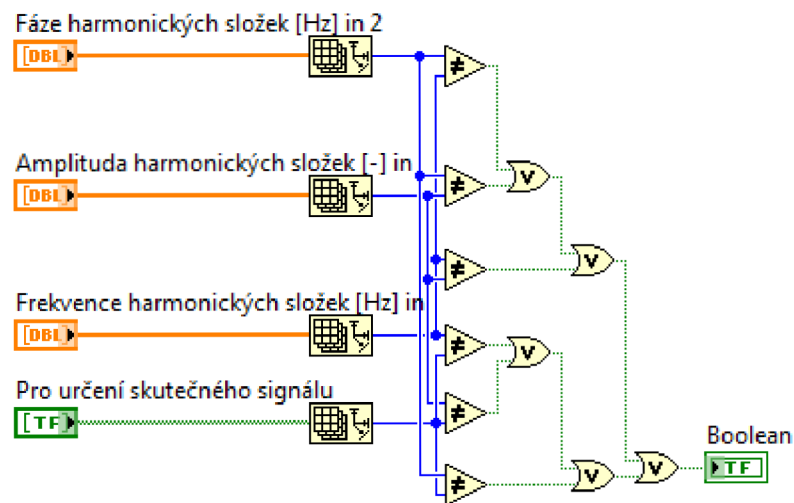 Fáze harmonických složek [Hz] in 2
[DBL]
Amplituda harmonických složek [-] in
[DBL]
Frekvence harmonických složek [Hz] in
[DBL]
Pro určení skutečného signálu
[TF]
Boolean
TF
≠
≠
≠
≠
≠
≠
V
V
V
V
V